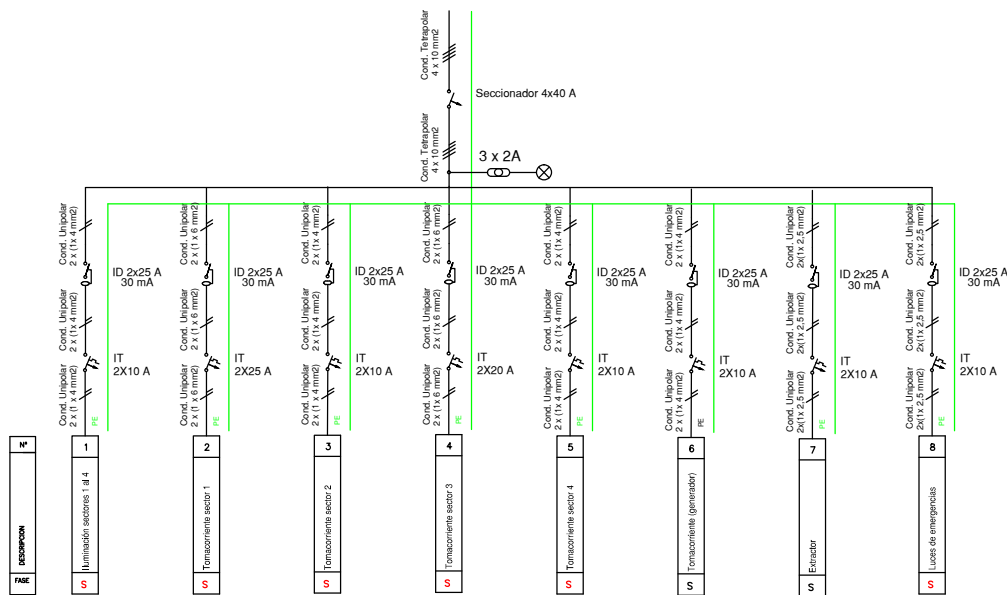 Cond. Tetrapolar
4 x 10 mm2
Seccionador 4x40 A
Cond. Tetrapolar
4 x 10 mm2
3 x 2A
Cond. Unipolar
2 x (1x 4 mm2)
ID 2x25 A
30 mA
Cond. Unipolar
2 x (1x 4 mm2)
IT
2X10 A
Cond. Unipolar
2 x (1x 4 mm2)
PE
Cond. Unipolar
2 x (1x 6 mm2)
ID 2x25 A
30 mA
Cond. Unipolar
2 x (1x 6 mm2)
IT
2X25 A
Cond. Unipolar
2 x (1x 6 mm2)
PE
Cond. Unipolar
2 x (1x 4 mm2)
ID 2x25 A
30 mA
Cond. Unipolar
2 x (1x 4 mm2)
IT
2X10 A
Cond. Unipolar
2 x (1x 4 mm2)
PE
Cond. Unipolar
2 x (1x 6 mm2)
ID 2x25 A
30 mA
Cond. Unipolar
2 x (1x 6 mm2)
IT
2X20 A
Cond. Unipolar
2 x (1x 6 mm2)
PE
Cond. Unipolar
2 x (1x 4 mm2)
ID 2x25 A
30 mA
Cond. Unipolar
2 x (1x 4 mm2)
IT
2X10 A
Cond. Unipolar
2 x (1x 4 mm2)
PE
Cond. Unipolar
2 x (1x 4 mm2)
ID 2x25 A
30 mA
Cond. Unipolar
2 x (1x 4 mm2)
IT
2X10 A
Cond. Unipolar
2 x (1x 4 mm2)
PE
Cond. Unipolar
2x(1x 2,5 mm2)
ID 2x25 A
30 mA
Cond. Unipolar
2x(1x 2,5 mm2)
IT
2X10 A
Cond. Unipolar
2x(1x 2,5 mm2)
PE
Cond. Unipolar
2x(1x 2,5 mm2)
ID 2x25 A
30 mA
Cond. Unipolar
2x(1x 2,5 mm2)
IT
2X10 A
Cond. Unipolar
2x(1x 2,5 mm2)
PE
Nº
1
2
3
4
5
6
7
8
DESCRIPCION
Iluminación sectores 1 al 4
Tomacorriente sector 1
Tomacorriente sector 2
Tomacorriente sector 3
Tomacorriente sector 4
Tomacorriente (generador)
Extractor
Luces de emergencias
FASE
S
S
S
S
S
S
S
S